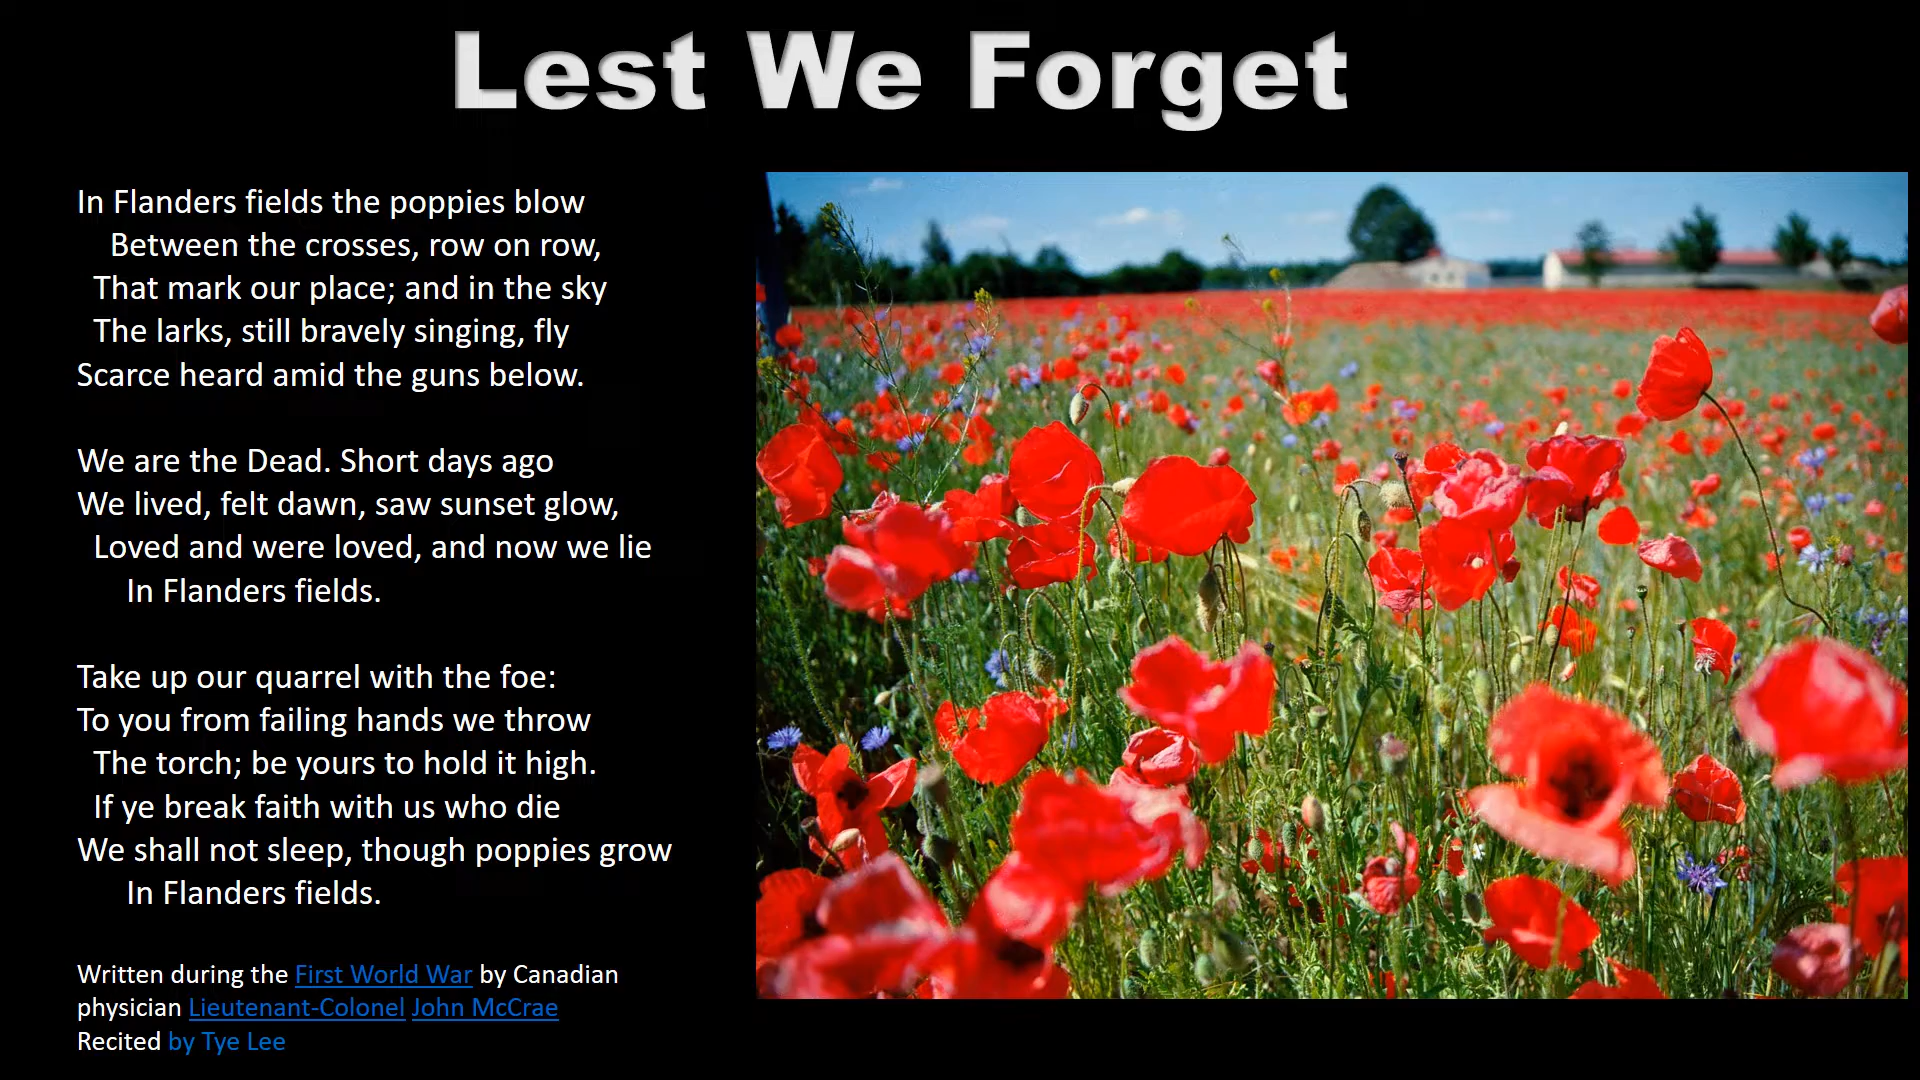 Lest We Forget
In Flanders fields the poppies blow
Between the crosses, row on row,
That mark our place; and in the sky
The larks, still bravely singing, fly
Scarce heard amid the guns below.
We are the Dead. Short days ago
We lived, felt dawn, saw sunset glow,
Loved and were loved, and now we lie
In Flanders fields.
Take up our quarrel with the foe:
To you from failing hands we throw
The torch; be yours to hold it high.
If ye break faith with us who die
We shall not sleep, though poppies grow
In Flanders fields.
Written during the First World War by Canadian
physician Lieutenant-Colonel John McCrae
Recited by Tye Lee